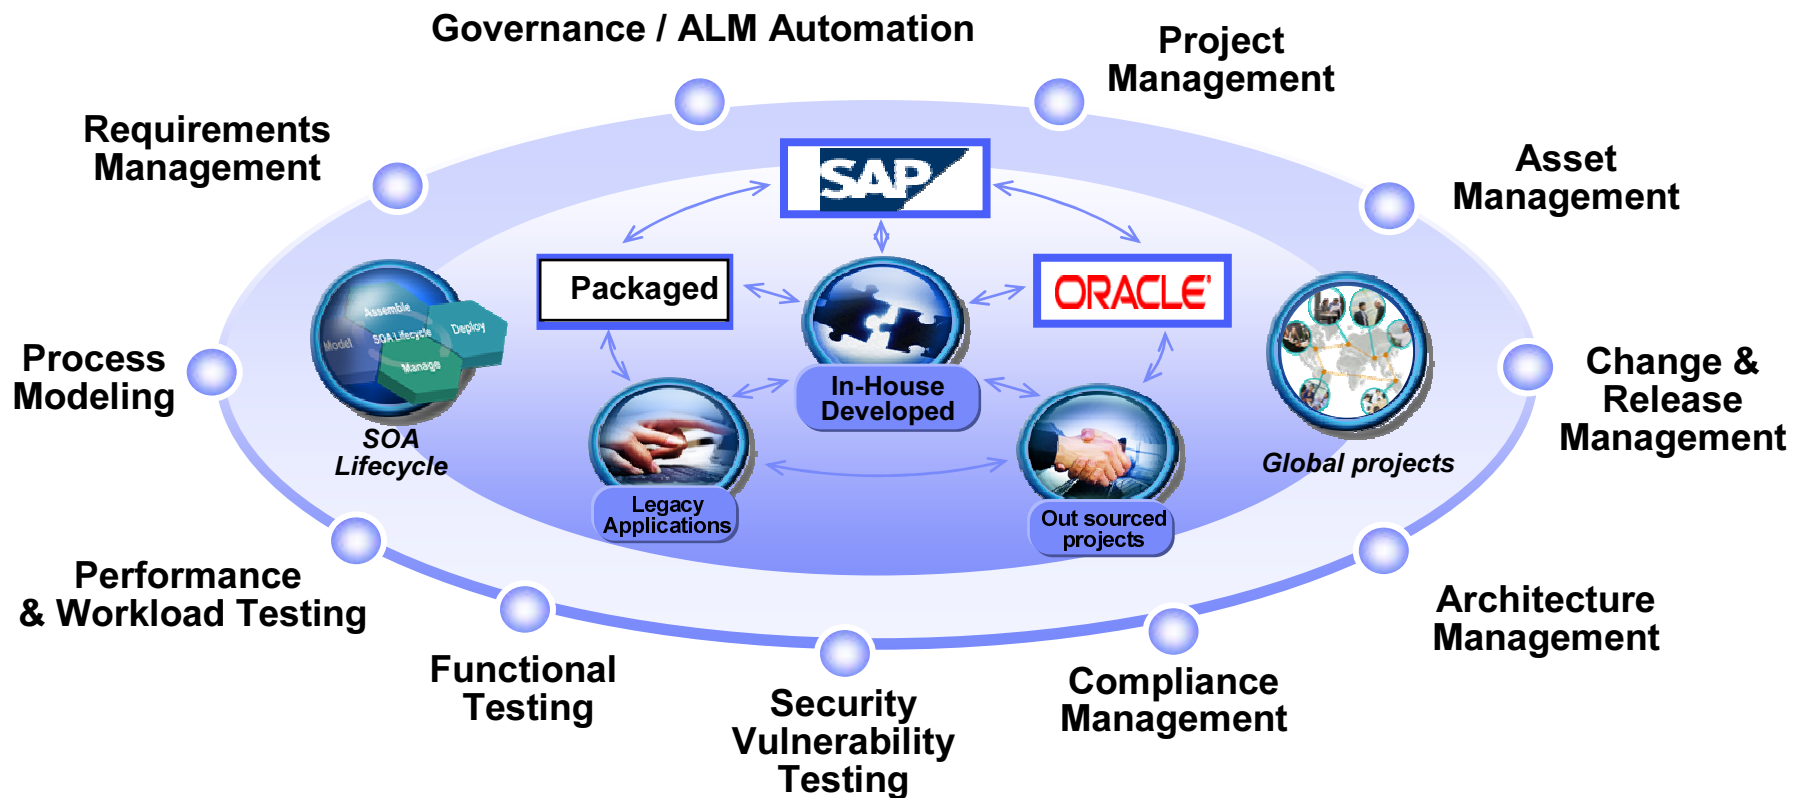 Governance / ALM Automation
Project
Management
Requirements
Management
Asset
Management
SAP
Packaged
ORACLE
Assemble
SOA Lifecycle
Deploy
Model
Manage
Process
Modeling
In-House
Developed
Change &
Release
Management
SOA
Lifecycle
Global projects
Legacy
Applications
Out sourced
projects
Performance
& Workload Testing
Architecture
Management
Functional
Testing
Security
Vulnerability
Testing
Compliance
Management